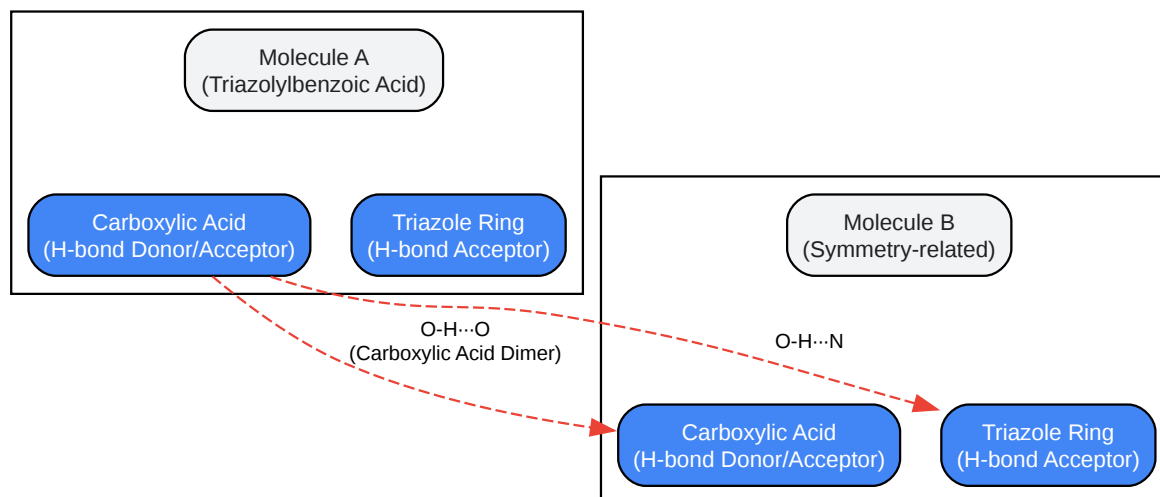 Molecule A
(Triazolylbenzoic Acid)
Carboxylic Acid
(H-bond Donor/Acceptor)
Triazole Ring
(H-bond Acceptor)
Molecule B
(Symmetry-related)
O-H···O
(Carboxylic Acid Dimer)
O-H···N
Carboxylic Acid
(H-bond Donor/Acceptor)
Triazole Ring
(H-bond Acceptor)